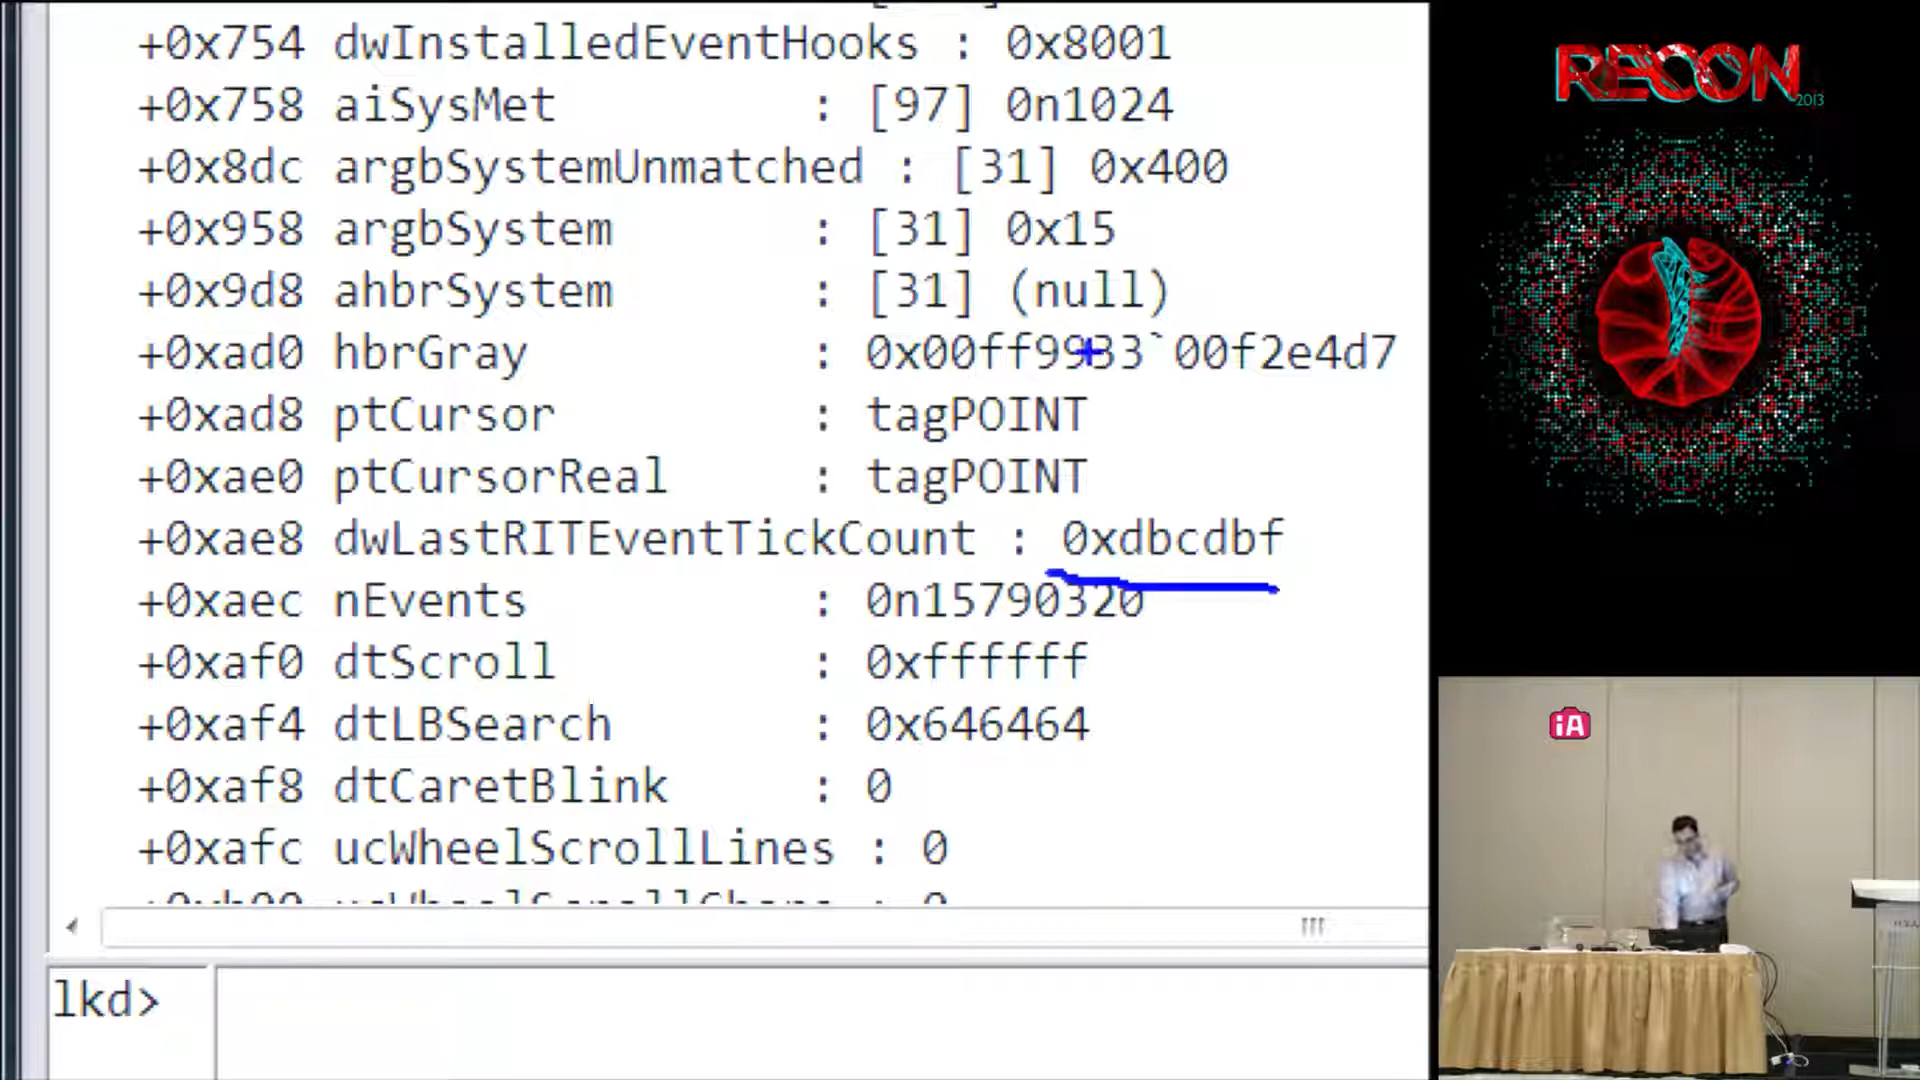 +0x754 dwInstalledEventHooks : 0x8001
+0x758 aiSysMet : [97] 0n1024
+0x8dc argbSystemUnmatched : [31] 0x400
+0x958 argbSystem : [31] 0x15
+0x9d8 ahbrSystem : [31] (null)
+0xad0 hbrGray : 0x00ff9933`00f2e4d7
+0xad8 ptCursor : tagPOINT
+0xae0 ptCursorReal : tagPOINT
+0xae8 dwLastRITEventTickCount : 0xdbcdbf
+0xaec nEvents : 0n15790320
+0xaf0 dtScroll : 0xffffff
+0xaf4 dtLBSearch : 0x646464
+0xaf8 dtCaretBlink : 0
+0xafc ucWheelScrollLines : 0
lkd>
RECON
2013
iA